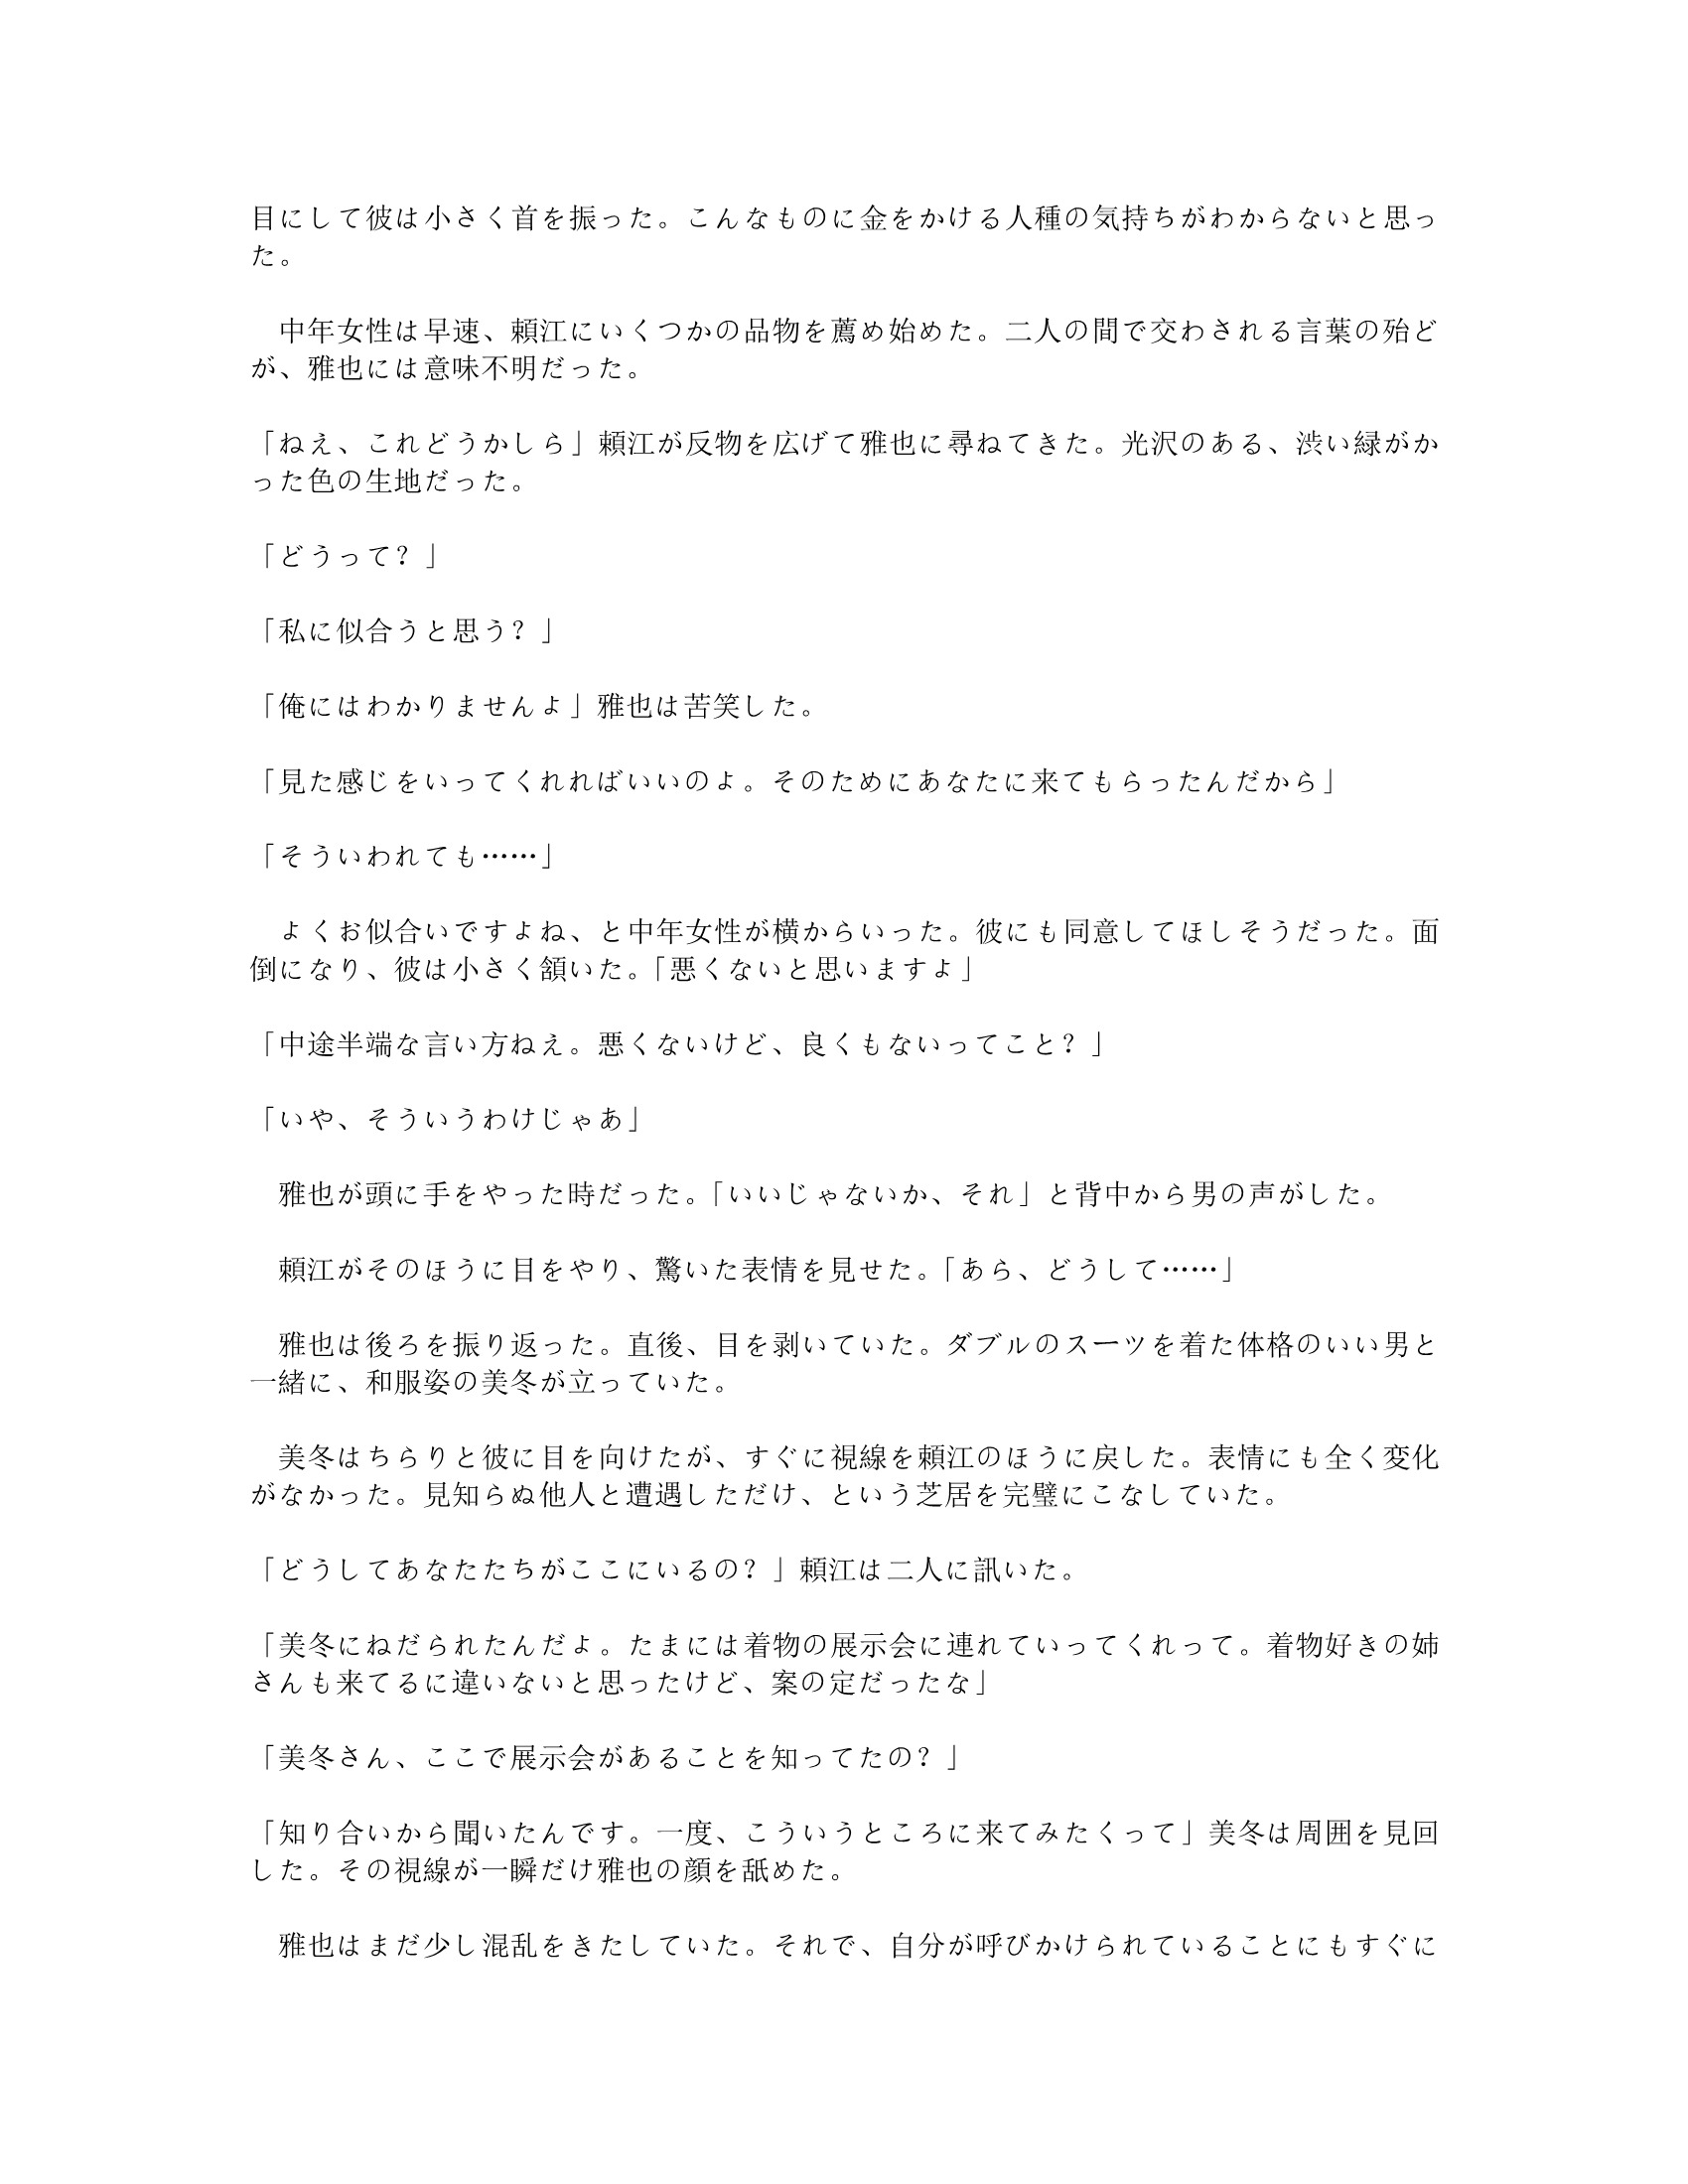 目にして彼は小さく首を振った。こんなものに金をかける人種の気持ちがわからないと思っ
た。
　中年女性は早速、頼江にいくつかの品物を薦め始めた。二人の間で交わされる言葉の殆ど
が、雅也には意味不明だった。
「ねえ、これどうかしら」頼江が反物を広げて雅也に尋ねてきた。光沢のある、渋い緑がか
った色の生地だった。
「どうって？」
「私に似合うと思う？」
「俺にはわかりませんよ」雅也は苦笑した。
「見た感じをいってくれればいいのよ。そのためにあなたに来てもらったんだから」
「そういわれても……」
　よくお似合いですよね、と中年女性が横からいった。彼にも同意してほしそうだった。面
倒になり、彼は小さく頷いた。「悪くないと思いますよ」
「中途半端な言い方ねえ。悪くないけど、良くもないってこと？」
「いや、そういうわけじゃあ」
　雅也が頭に手をやった時だった。「いいじゃないか、それ」と背中から男の声がした。
　頼江がそのほうに目をやり、驚いた表情を見せた。「あら、どうして……」
　雅也は後ろを振り返った。直後、目を剥いていた。ダブルのスーツを着た体格のいい男と
一緒に、和服姿の美冬が立っていた。
　美冬はちらりと彼に目を向けたが、すぐに視線を頼江のほうに戻した。表情にも全く変化
がなかった。見知らぬ他人と遭遇しただけ、という芝居を完璧にこなしていた。
「どうしてあなたたちがここにいるの？」頼江は二人に訊いた。
「美冬にねだられたんだよ。たまには着物の展示会に連れていってくれって。着物好きの姉
さんも来てるに違いないと思ったけど、案の定だったな」
「美冬さん、ここで展示会があることを知ってたの？」
「知り合いから聞いたんです。一度、こういうところに来てみたくって」美冬は周囲を見回
した。その視線が一瞬だけ雅也の顔を舐めた。
　雅也はまだ少し混乱をきたしていた。それで、自分が呼びかけられていることにもすぐに